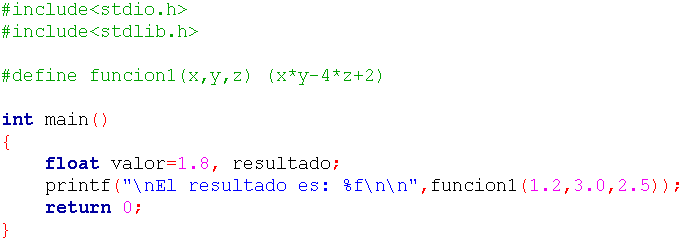 #include<stdio.h>
#include<stdlib.h>
#define funcion1(x,y,z) (x*y-4*z+2)
int main()
{
float valor=1.8, resultado;
printf("\nEl resultado es: %f\n\n",funcion1(1.2,3.0,2.5));
return 0;
}